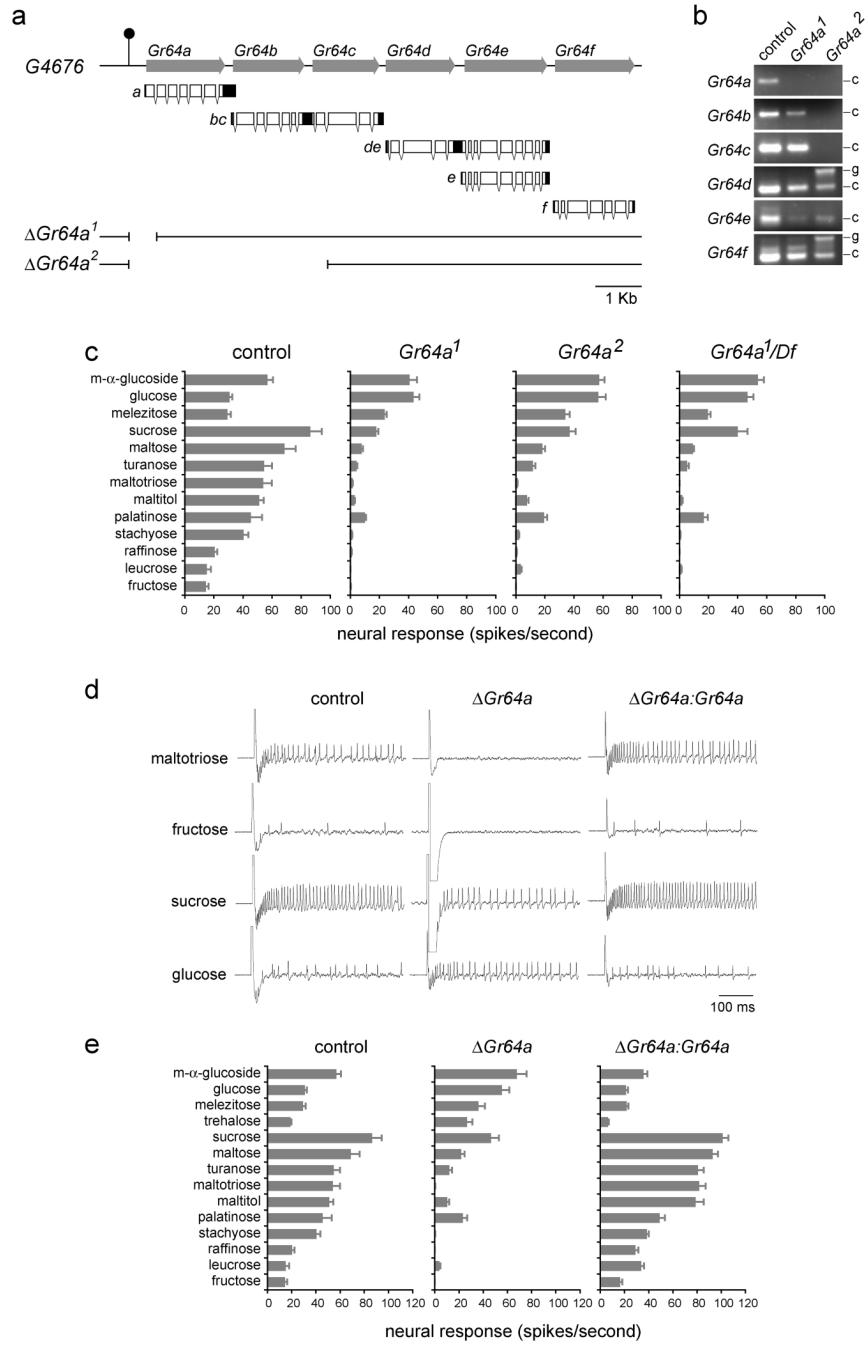 a
Gr64a Gr64b Gr64c Gr64d Gr64e Gr64f
G4676
a
bc
de
e
f
ΔGr64a¹
ΔGr64a²
1 Kb
b
control Gr64a¹ Gr64a²
Gr64a c
Gr64b c
Gr64c c
g
Gr64d c
Gr64e c
g
Gr64f c
c
control Gr64a¹ Gr64a² Gr64a¹/Df
m-α-glucoside
glucose
melezitose
sucrose
maltose
turanose
maltotriose
maltitol
palatinose
stachyose
raffinose
leucrose
fructose
0 20 40 60 80 100 0 20 40 60 80 100 0 20 40 60 80 100 0 20 40 60 80 100
neural response (spikes/second)
d
control ΔGr64a ΔGr64a:Gr64a
maltotriose
fructose
sucrose
glucose
100 ms
e
control ΔGr64a ΔGr64a:Gr64a
m-α-glucoside
glucose
melezitose
trehalose
sucrose
maltose
turanose
maltotriose
maltitol
palatinose
stachyose
raffinose
leucrose
fructose
0 20 40 60 80 100 120 0 20 40 60 80 100 120 0 20 40 60 80 100 120
neural response (spikes/second)